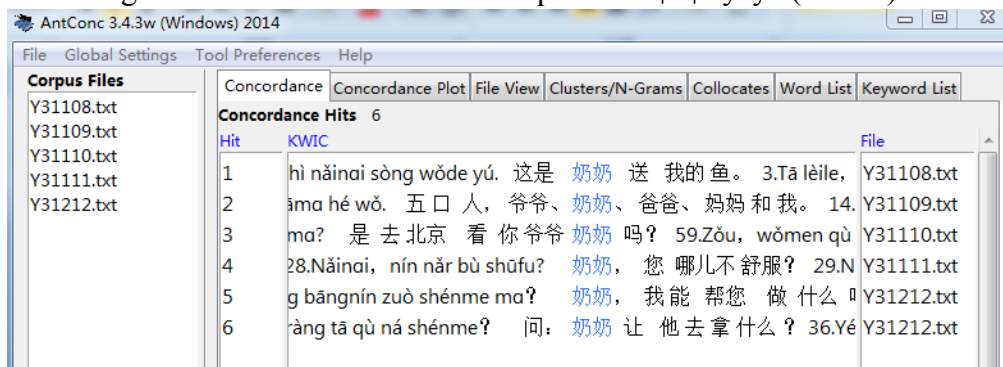 AntConc 3.4.3w (Windows) 2014
File Global Settings Tool Preferences Help
Corpus Files
Y31108.txt
Y31109.txt
Y31110.txt
Y31111.txt
Y31212.txt
Concordance Concordance Plot File View Clusters/N-Grams Collocates Word List Keyword List
Concordance Hits 6
Hit KWIC File
1 hì nǎinai sòng wǒde yú. 这是 奶奶 送 我的 鱼。 3.Tā lèile, Y31108.txt
2 āma hé wǒ. 五 口 人, 爷爷、奶奶、爸爸、妈妈 和 我。 14. Y31109.txt
3 ma? 是 去 北京 看 你 爷爷 奶奶 吗? 59.Zǒu, wǒmen qù Y31110.txt
4 28.Nǎinai, nín nǎr bù shūfu? 奶奶, 您 哪儿 不 舒服? 29.N Y31111.txt
5 g bāngnín zuò shénme ma? 奶奶, 我 能 帮您 做 什么 Y31212.txt
6 ràng tā qù ná shénme? 问: 奶奶 让 他 去 拿 什么? 36.Yé Y31212.txt